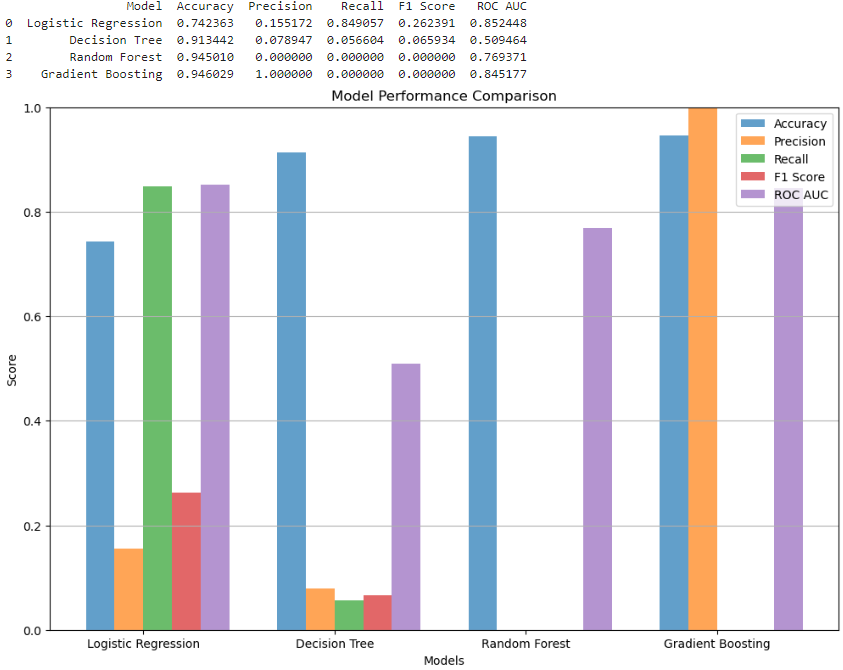 Model Accuracy Precision Recall F1 Score ROC AUC
0 Logistic Regression 0.742363 0.155172 0.849057 0.262391 0.852448
1 Decision Tree 0.913442 0.078947 0.056604 0.065934 0.509464
2 Random Forest 0.945010 0.000000 0.000000 0.000000 0.769371
3 Gradient Boosting 0.946029 1.000000 0.000000 0.000000 0.845177
Model Performance Comparison
Accuracy
Precision
Recall
F1 Score
ROC AUC
1.0
0.8
0.6
0.4
0.2
0.0
Score
Logistic Regression Decision Tree Random Forest Gradient Boosting
Models